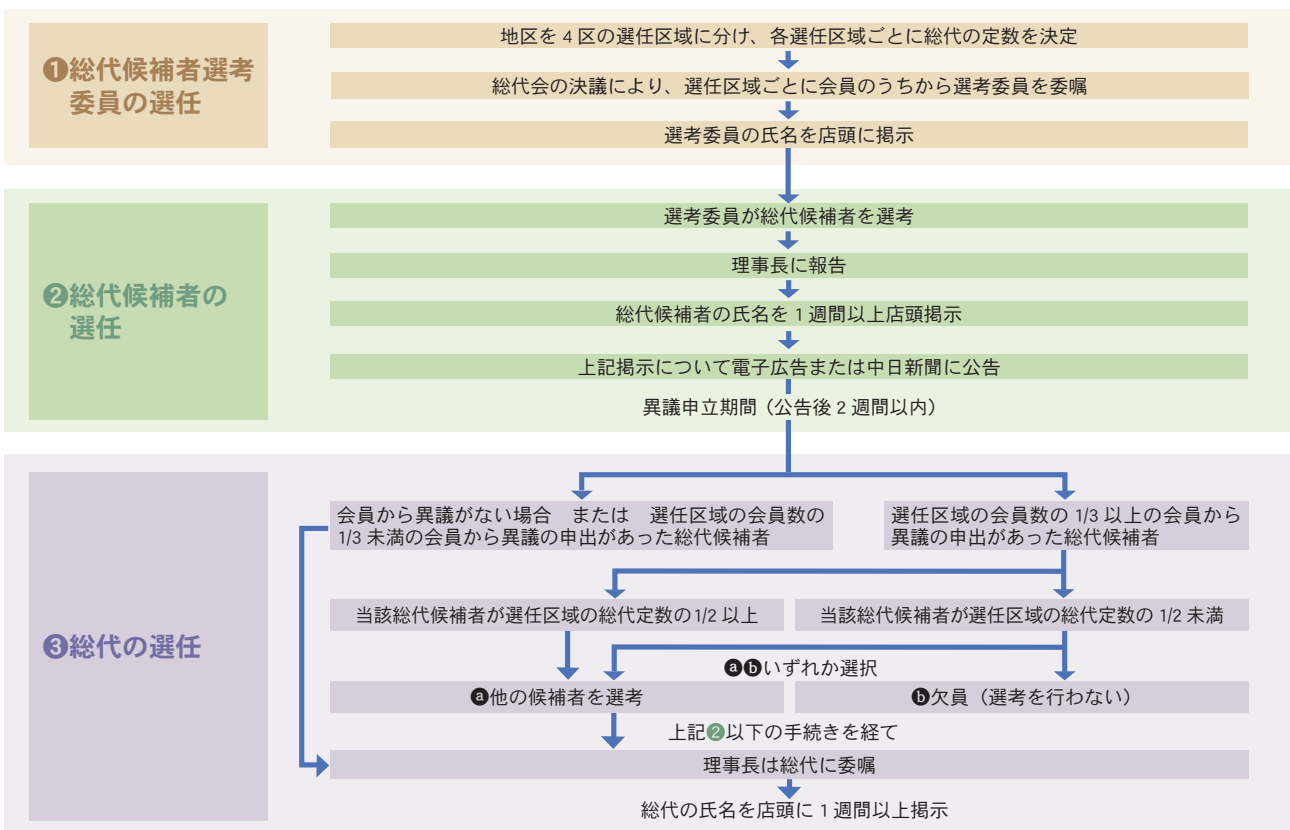 ❶総代候補者選考
委員の選任
地区を4区の選任区域に分け、各選任区域ごとに総代の定数を決定
総代会の決議により、選任区域ごとに会員のうちから選考委員を委嘱
選考委員の氏名を店頭に掲示
❷総代候補者の
選任
選考委員が総代候補者を選考
理事長に報告
総代候補者の氏名を1週間以上店頭掲示
上記掲示について電子広告または中日新聞に公告
異議申立期間（公告後2週間以内）
❸総代の選任
会員から異議がない場合　または　選任区域の会員数の
1/3未満の会員から異議の申出があった総代候補者
選任区域の会員数の1/3以上の会員から
異議の申出があった総代候補者
当該総代候補者が選任区域の総代定数の1/2以上
当該総代候補者が選任区域の総代定数の1/2未満
ⓐⓑいずれか選択
ⓐ他の候補者を選考
ⓑ欠員（選考を行わない）
上記❷以下の手続きを経て
理事長は総代に委嘱
総代の氏名を店頭に1週間以上掲示